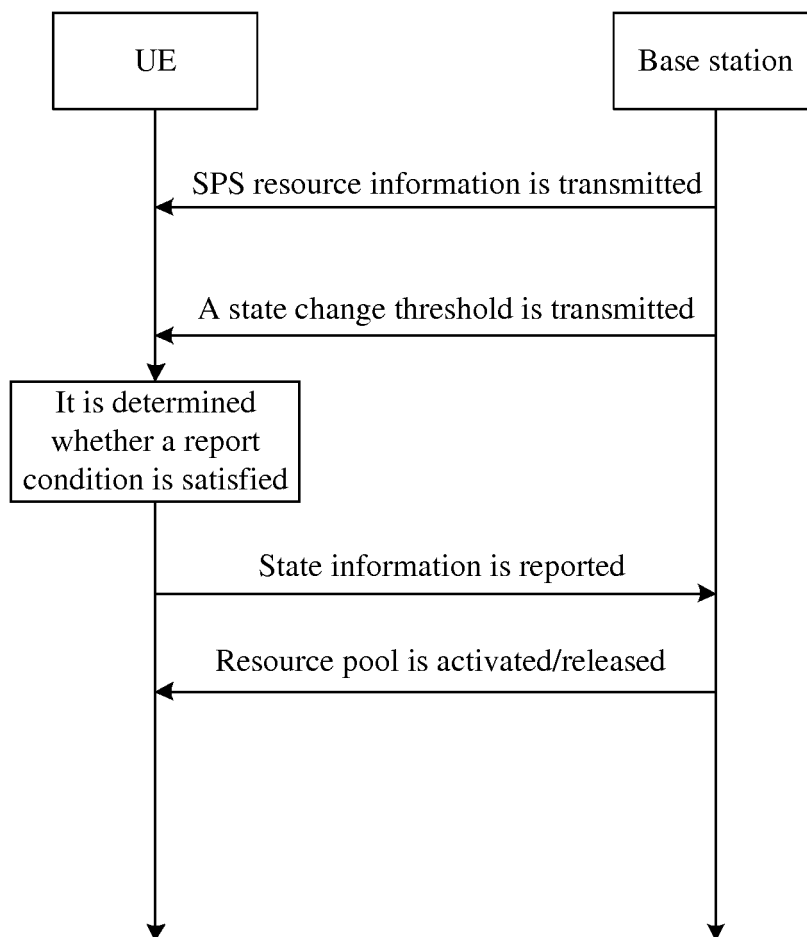 UE
Base station
SPS resource information is transmitted
A state change threshold is transmitted
It is determined
whether a report
condition is satisfied
State information is reported
Resource pool is activated/released